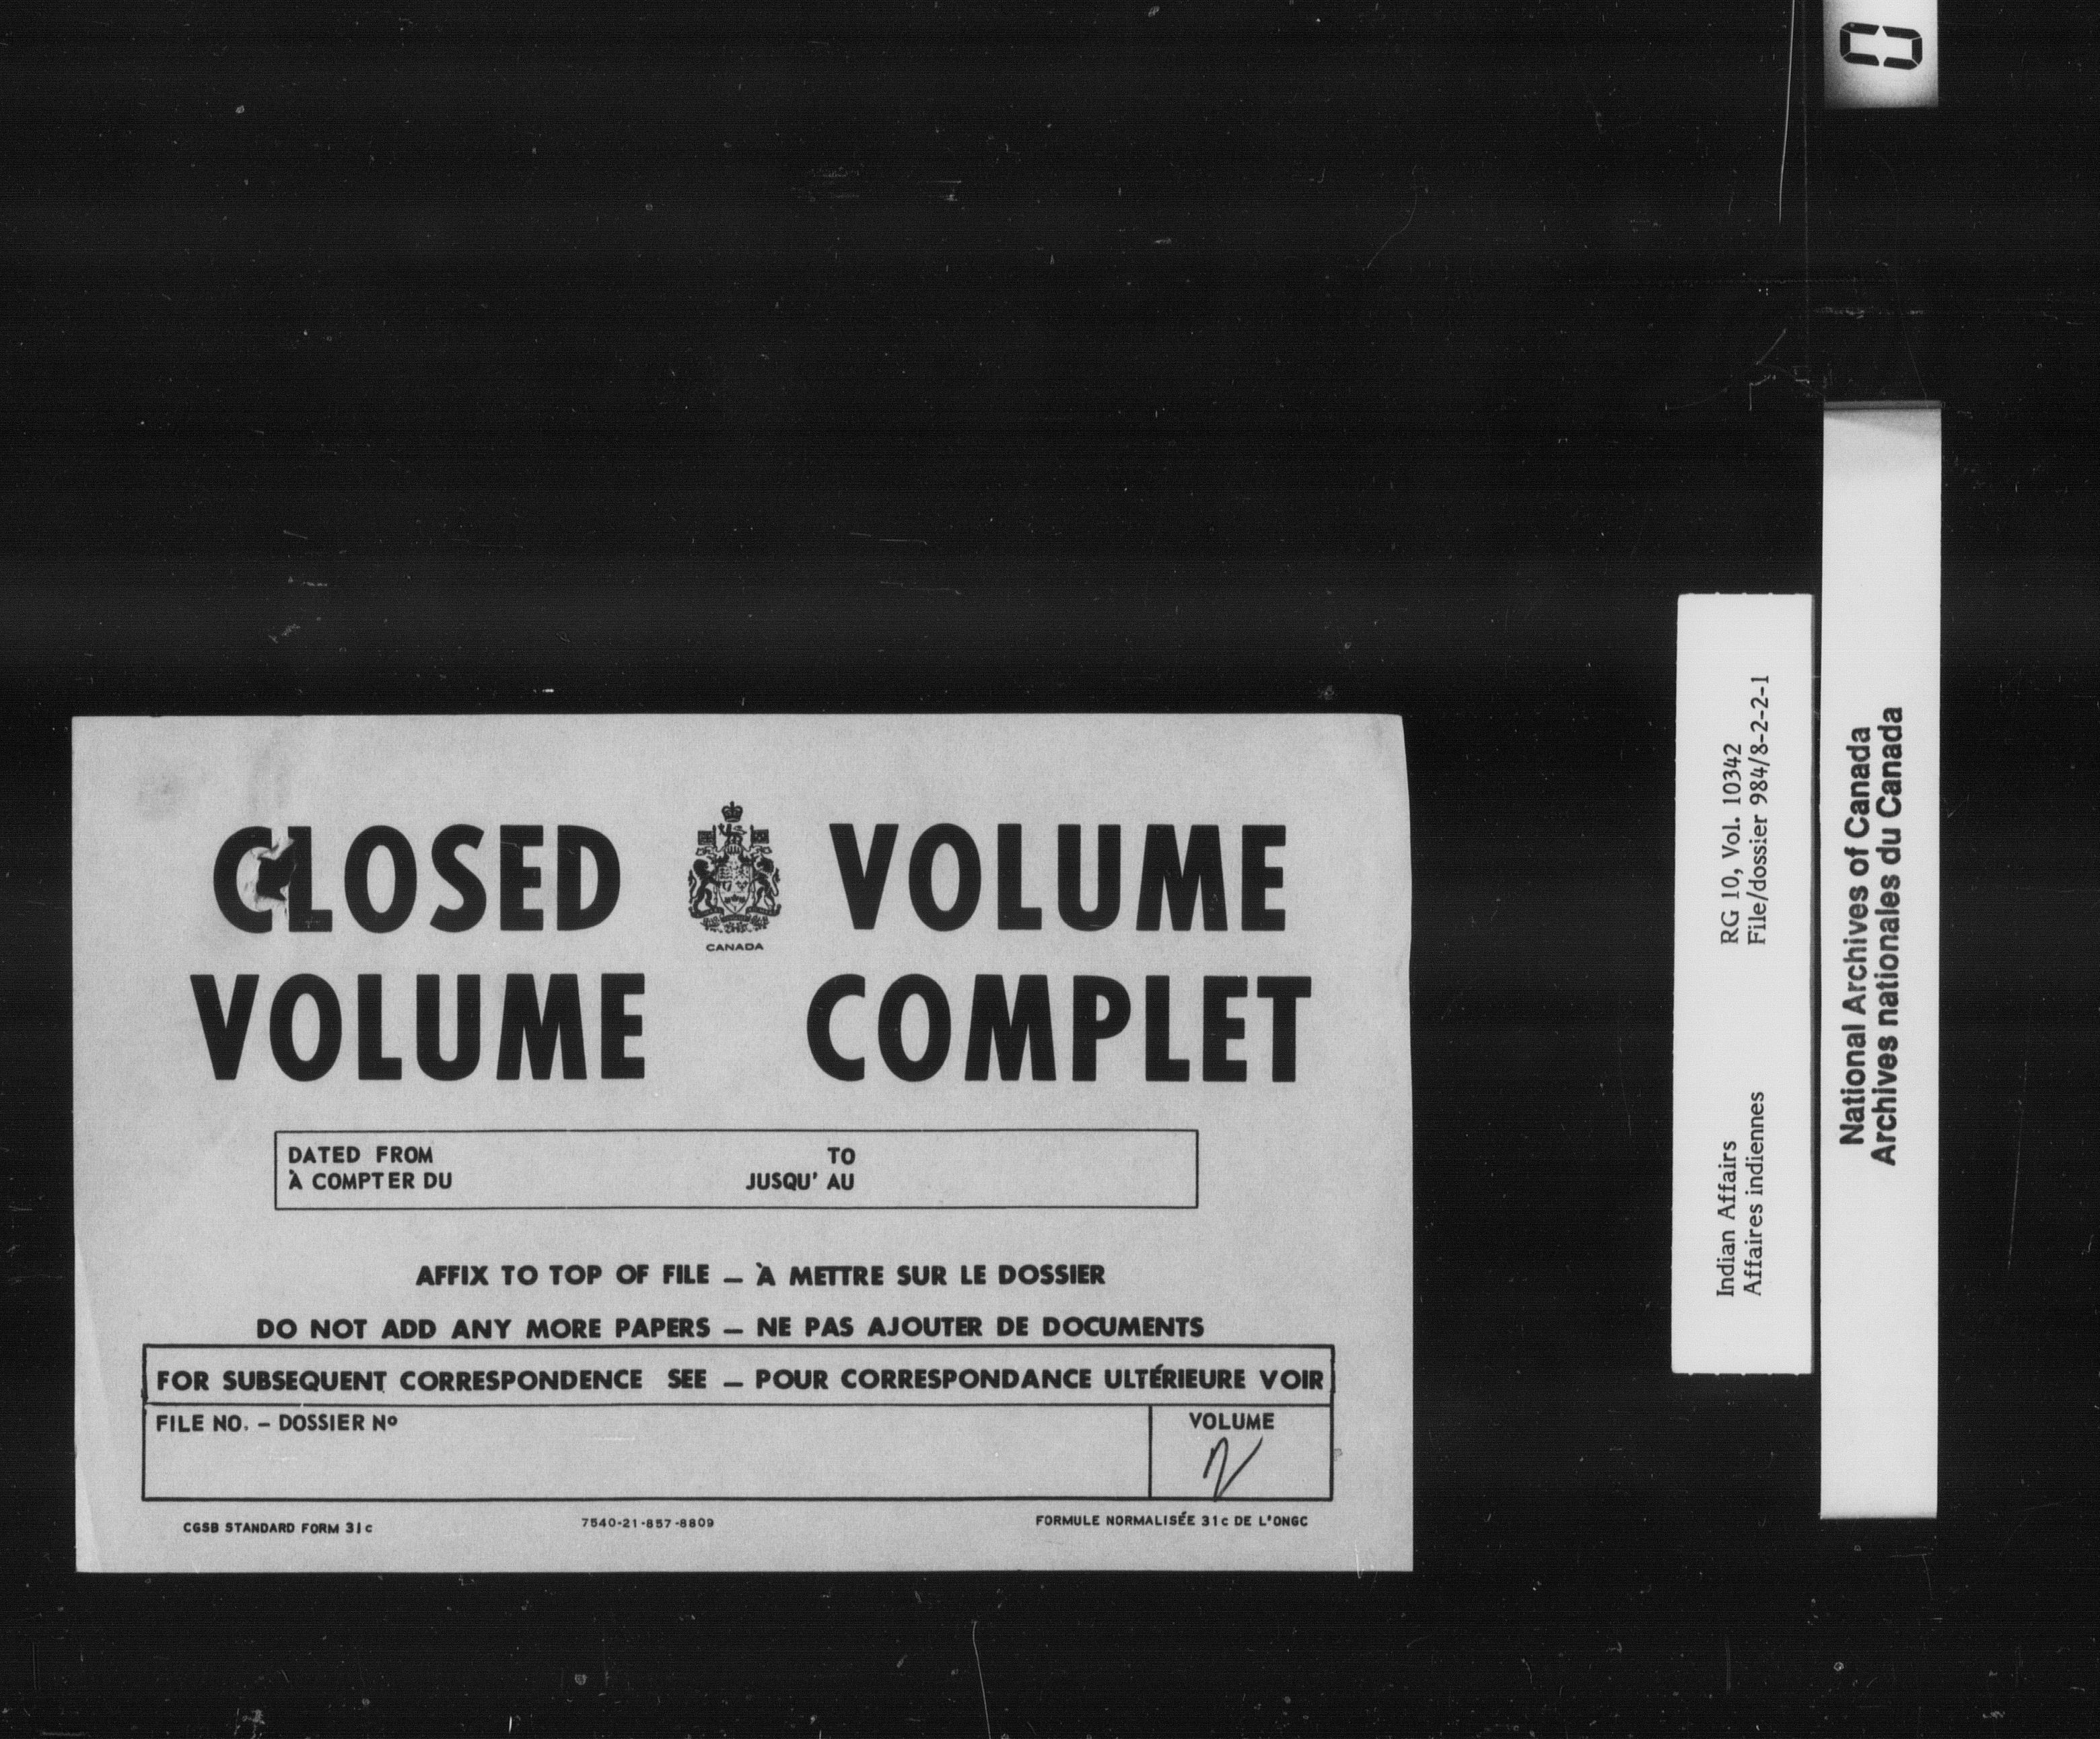 CLOSED VOLUME
CANADA
VOLUME COMPLET
DATED FROM TO
À COMPTER DU JUSQU' AU
AFFIX TO TOP OF FILE — À METTRE SUR LE DOSSIER
DO NOT ADD ANY MORE PAPERS — NE PAS AJOUTER DE DOCUMENTS
FOR SUBSEQUENT CORRESPONDENCE SEE — POUR CORRESPONDANCE ULTÉRIEURE VOIR
FILE NO. – DOSSIER Nº VOLUME
2
CGSB STANDARD FORM 31c 7540-21-857-8809 FORMULE NORMALISÉE 31c DE L'ONGC
Indian Affairs RG 10, Vol. 10342
Affaires indiennes File/dossier 984/8-2-2-1
National Archives of Canada
Archives nationales du Canada
0